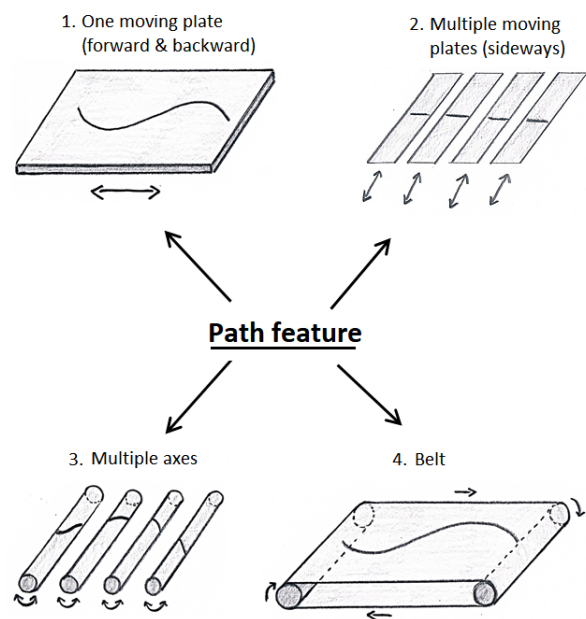 1. One moving plate
(forward & backward)
2. Multiple moving
plates (sideways)
Path feature
3. Multiple axes
4. Belt